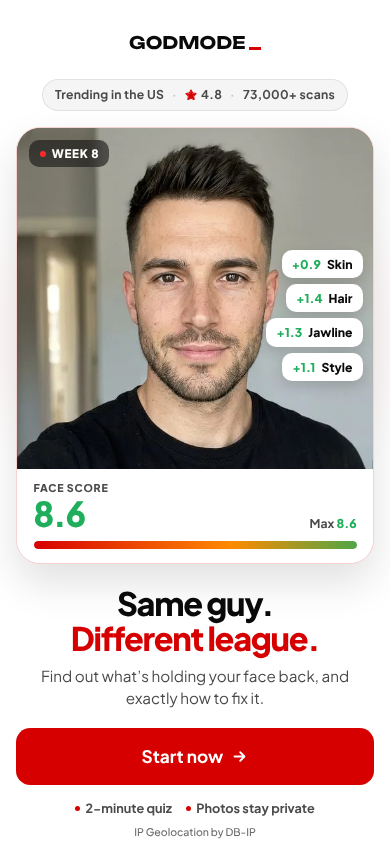 GODMODE_
Trending in the US · ★ 4.8 · 73,000+ scans
• WEEK 8
+0.9 Skin
+1.4 Hair
+1.3 Jawline
+1.1 Style
FACE SCORE
8.6
Max 8.6
Same guy.
Different league.
Find out what's holding your face back, and
exactly how to fix it.
Start now →
• 2-minute quiz • Photos stay private
IP Geolocation by DB-IP